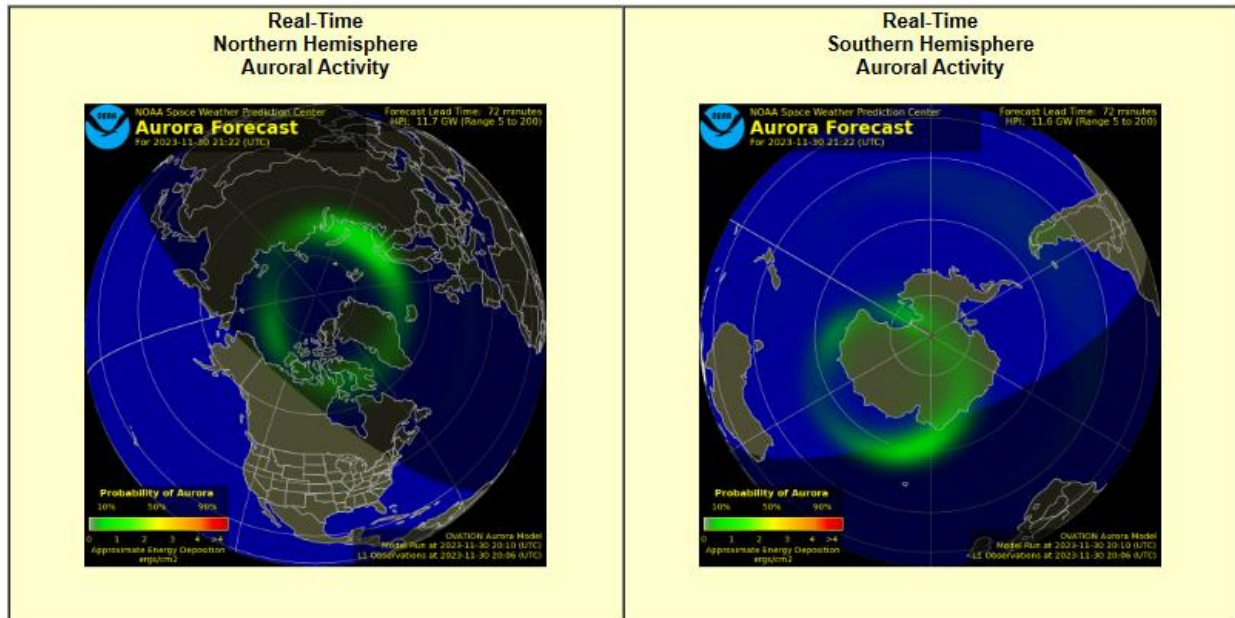 Real-Time
Northern Hemisphere
Auroral Activity
NOAA Space Weather Prediction Center
Aurora Forecast
For 2023-11-30 21:22 (UTC)
Forecast Lead Time: 72 minutes
HPI: 11.7 GW (Range 5 to 200)
Probability of Aurora
10% 50% 90%
0 1 2 3 4 >4
Approximate Energy Deposition
ergs/cm2
OVATION Aurora Model
Model Run at 2023-11-30 20:10 (UTC)
L1 Observations at 2023-11-30 20:06 (UTC)
Real-Time
Southern Hemisphere
Auroral Activity
NOAA Space Weather Prediction Center
Aurora Forecast
For 2023-11-30 21:22 (UTC)
Forecast Lead Time: 72 minutes
HPI: 11.6 GW (Range 5 to 200)
Probability of Aurora
10% 50% 90%
0 1 2 3 4 >4
Approximate Energy Deposition
ergs/cm2
OVATION Aurora Model
Model Run at 2023-11-30 20:10 (UTC)
L1 Observations at 2023-11-30 20:06 (UTC)